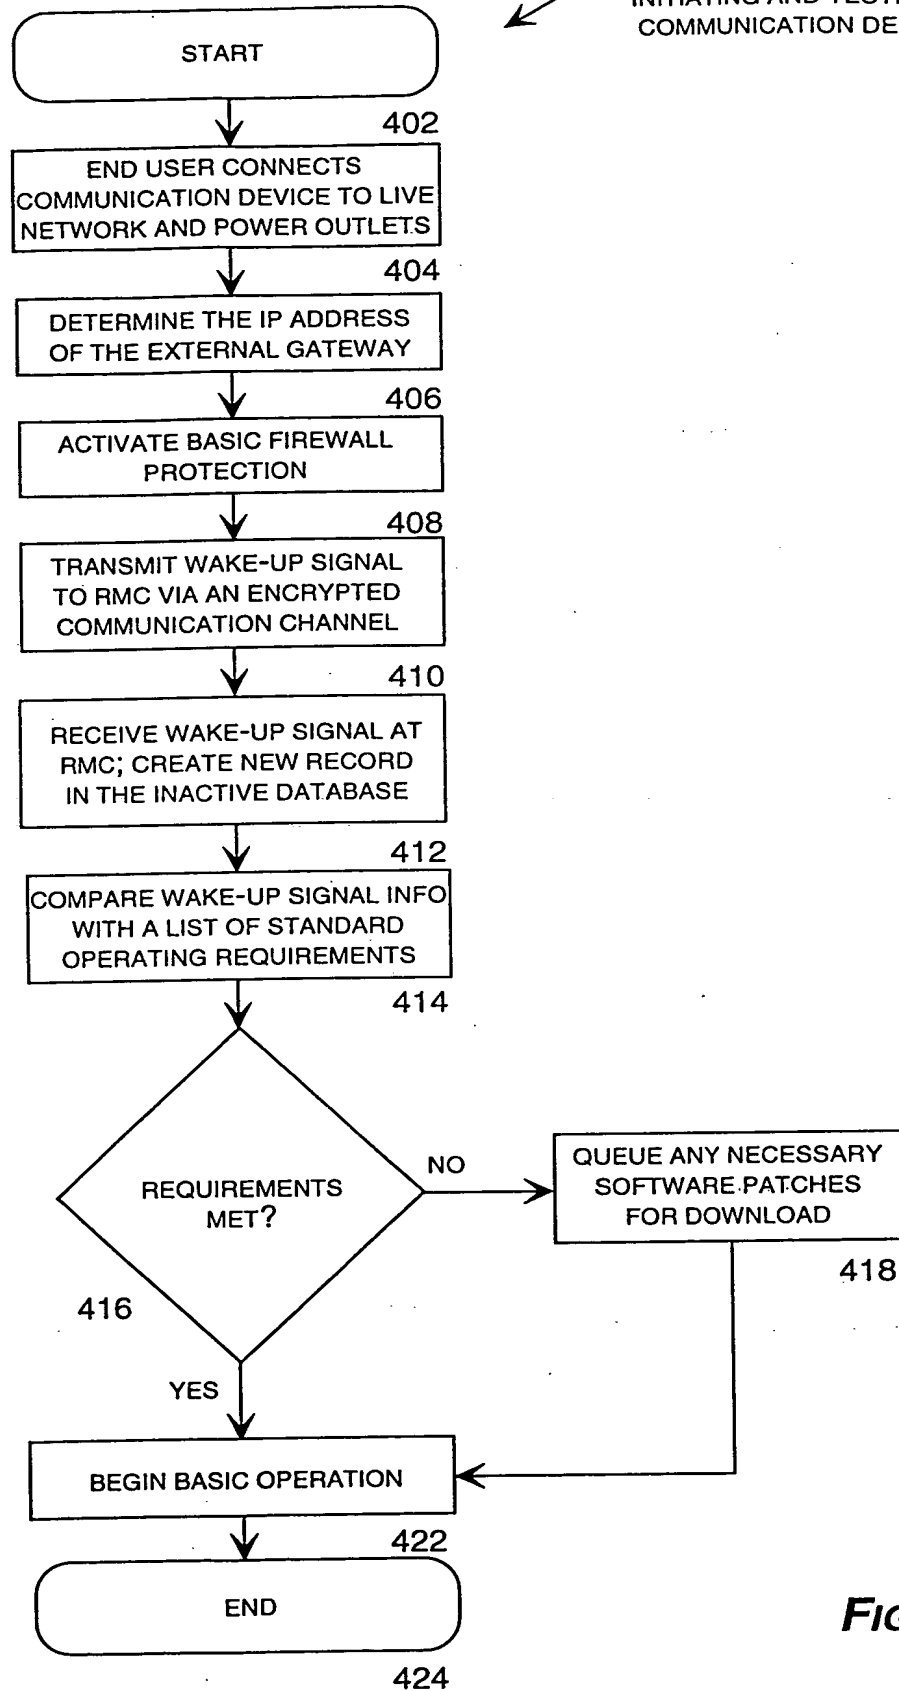 COMMUNICATION DE
START
402
END USER CONNECTS
COMMUNICATION DEVICE TO LIVE
NETWORK AND POWER OUTLETS
404
DETERMINE THE IP ADDRESS
OF THE EXTERNAL GATEWAY
406
ACTIVATE BASIC FIREWALL
PROTECTION
408
TRANSMIT WAKE-UP SIGNAL
TO RMC VIA AN ENCRYPTED
COMMUNICATION CHANNEL
410
RECEIVE WAKE-UP SIGNAL AT
RMC; CREATE NEW RECORD
IN THE INACTIVE DATABASE
412
COMPARE WAKE-UP SIGNAL INFO
WITH A LIST OF STANDARD
OPERATING REQUIREMENTS
414
REQUIREMENTS
MET?
NO
QUEUE ANY NECESSARY
SOFTWARE PATCHES
FOR DOWNLOAD
418
416
YES
BEGIN BASIC OPERATION
422
END
FIG
424